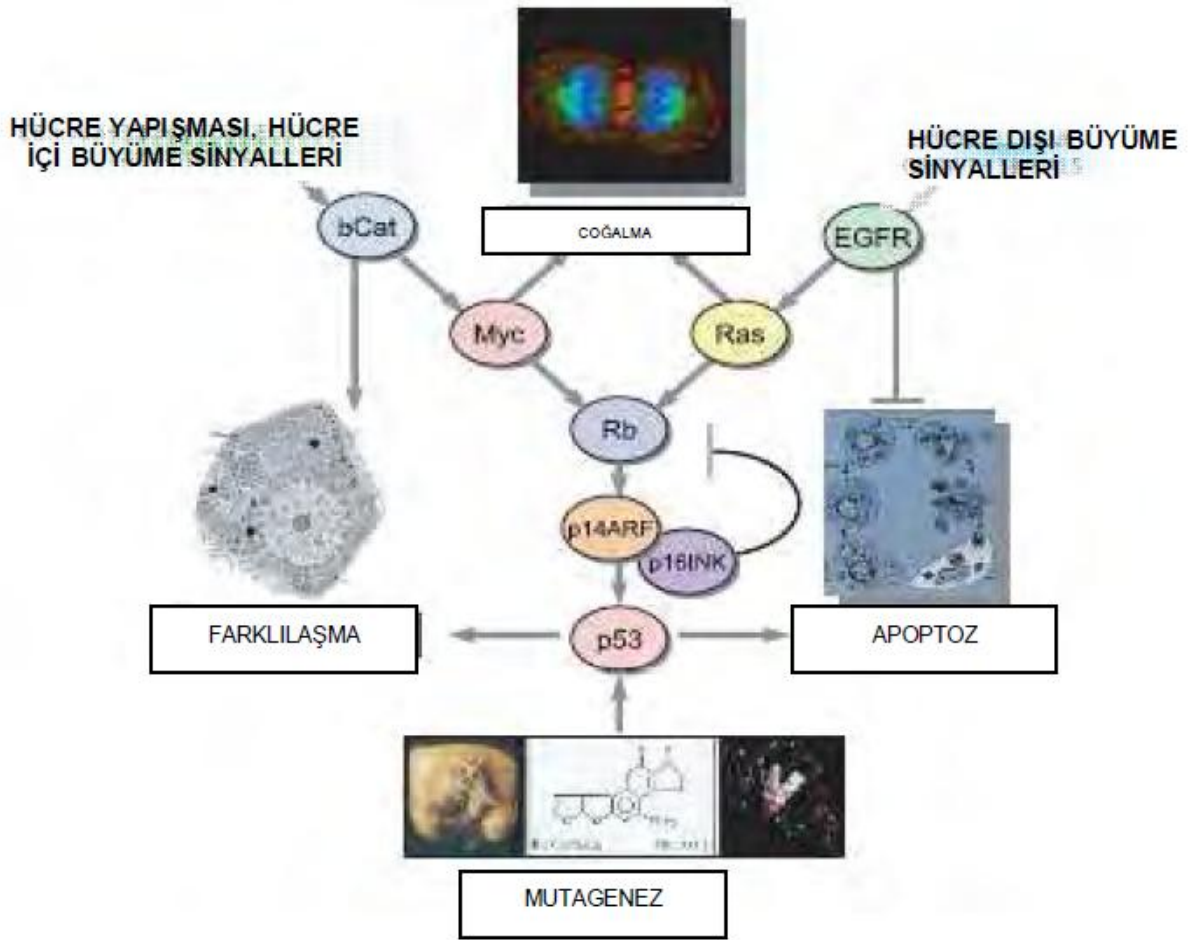 HÜCRE YAPIŞMASI, HÜCRE
İÇİ BÜYÜME SİNYALLERİ
HÜCRE DIŞI BÜYÜME
SİNYALLERİ
bCat
COĞALMA
EGFR
Myc
Ras
Rb
p14ARF
p16INK
FARKLILAŞMA
p53
APOPTOZ
MUTAGENEZ